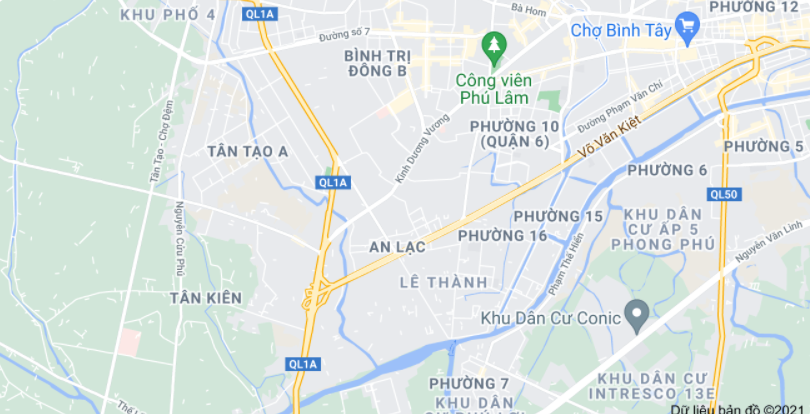 KHU PHỐ 4
QL1A
Bà Hom
PHƯỜNG 12
Đường số 7
Chợ Bình Tây
BÌNH TRỊ
ĐÔNG B
Công viên
Phú Lâm
Đường Phạm Văn Chí
Tân Tạo - Chợ Đệm
Kinh Dương Vương
PHƯỜNG 10
(QUẬN 6)
Võ Văn Kiệt
TÂN TẠO A
PHƯỜNG 5
PHƯỜNG 6
QL1A
QL50
Nguyễn Cửu Phú
PHƯỜNG 15
KHU DÂN
CƯ ẤP 5
PHONG PHÚ
PHƯỜNG 16
AN LẠC
Phạm Thế Hiển
Nguyễn Văn Linh
LÊ THÀNH
TÂN KIÊN
Khu Dân Cư Conic
QL1A
PHƯỜNG 7
KHU DÂN
KHU DÂN CƯ
INTRESCO 13E
Dữ liệu bản đồ ©2021